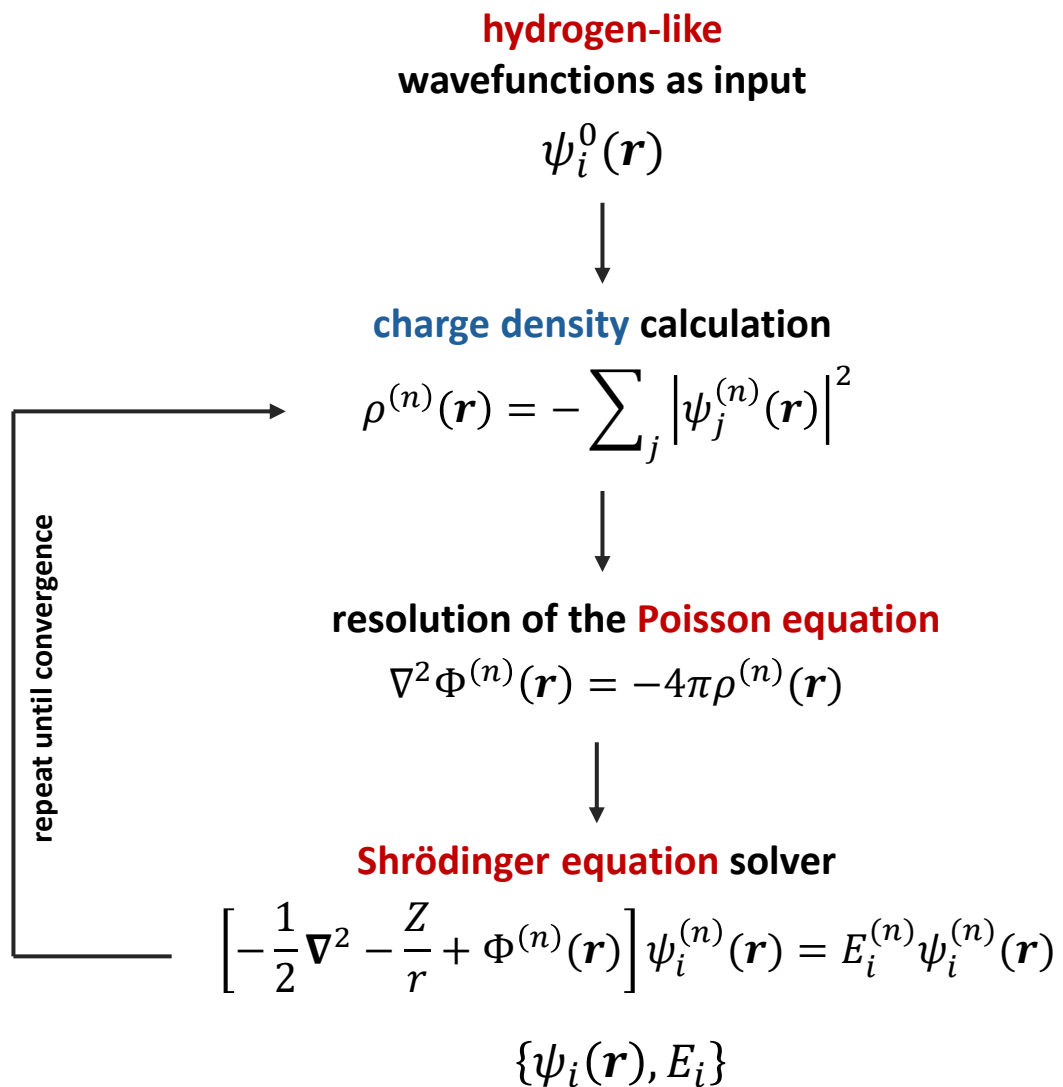 hydrogen-like
wavefunctions as input
ψ_i^0(r)
charge density calculation
ρ^(n)(r) = − ∑_j |ψ_j^(n)(r)|^2
repeat until convergence
resolution of the Poisson equation
∇^2Φ^(n)(r) = −4πρ^(n)(r)
Shrödinger equation solver
[−1/2 ∇^2 − Z/r + Φ^(n)(r)] ψ_i^(n)(r) = E_i^(n) ψ_i^(n)(r)
{ψ_i(r), E_i}